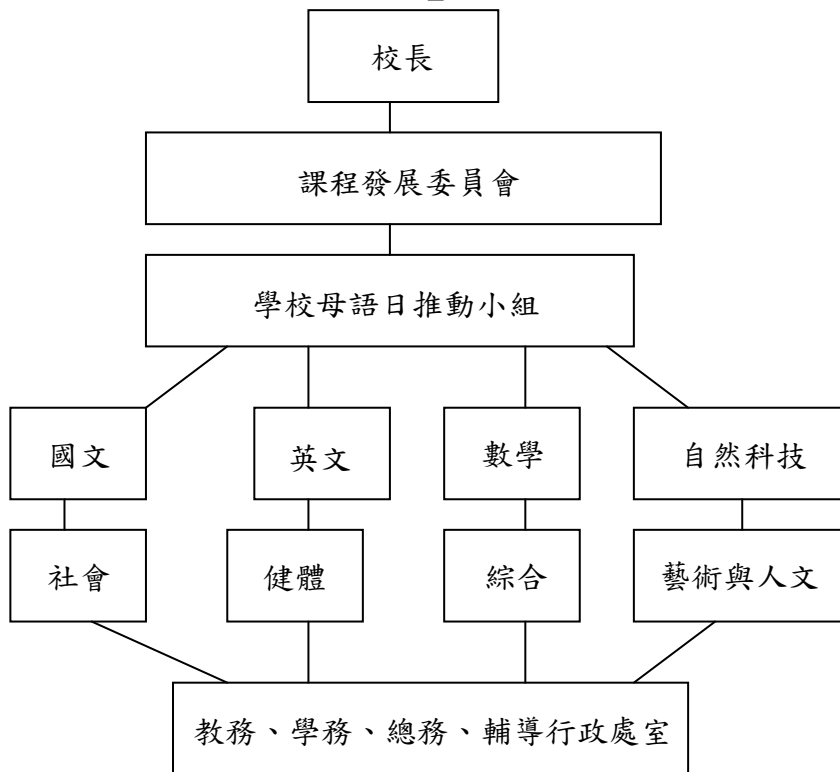 校長
課程發展委員會
學校母語日推動小組
國文
英文
數學
自然科技
社會
健體
綜合
藝術與人文
教務、學務、總務、輔導行政處室